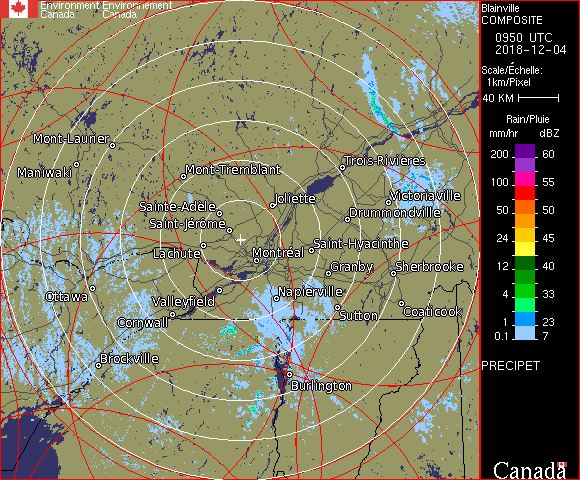 Environment Environnement
Canada Canada
Blainville
COMPOSITE
0950 UTC
2018-12-04
Scale/Échelle:
1km/Pixel
40 KM
Rain/Pluie
mm/hr dBZ
200 60
150 57
100 55
50 50
24 45
12 40
4 33
1 23
0.1 7
PRECIPET
Canada
Mont-Laurier
Maniwaki
Mont-Tremblant
Trois-Rivières
Joliette
Victoriaville
Sainte-Adèle
Drummondville
Saint-Jérôme
Saint-Hyacinthe
Lachute
Montréal
Granby
Sherbrooke
Ottawa
Valleyfield
Napierville
Coaticook
Cornwall
Sutton
Brockville
Burlington